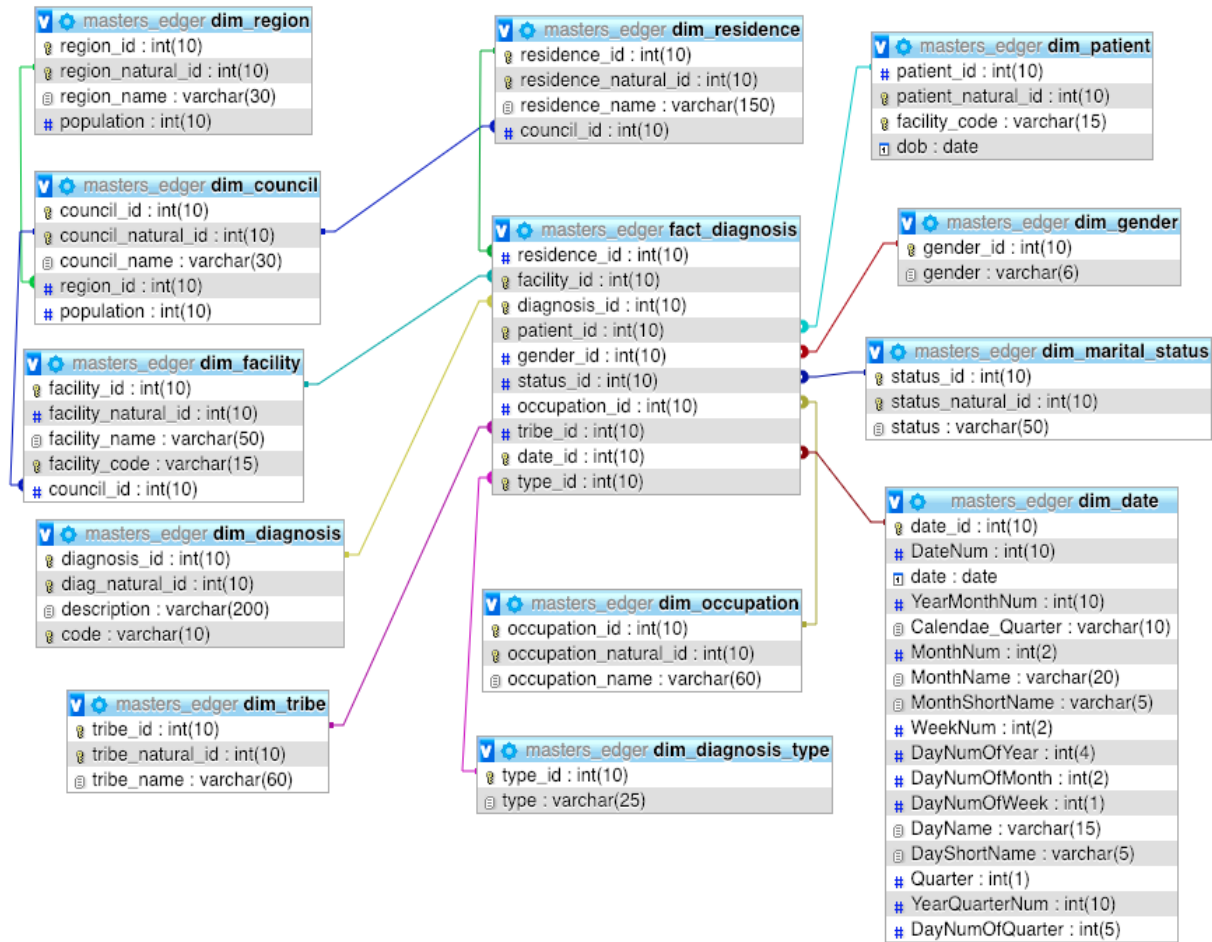 masters_edger dim_region
region_id : int(10)
region_natural_id : int(10)
region_name : varchar(30)
population : int(10)
masters_edger dim_council
council_id : int(10)
council_natural_id : int(10)
council_name : varchar(30)
region_id : int(10)
population : int(10)
masters_edger dim_facility
facility_id : int(10)
facility_natural_id : int(10)
facility_name : varchar(50)
facility_code : varchar(15)
council_id : int(10)
masters_edger dim_diagnosis
diagnosis_id : int(10)
diag_natural_id : int(10)
description : varchar(200)
code : varchar(10)
masters_edger dim_tribe
tribe_id : int(10)
tribe_natural_id : int(10)
tribe_name : varchar(60)
masters_edger dim_residence
residence_id : int(10)
residence_natural_id : int(10)
residence_name : varchar(150)
council_id : int(10)
masters_edger fact_diagnosis
residence_id : int(10)
facility_id : int(10)
diagnosis_id : int(10)
patient_id : int(10)
gender_id : int(10)
status_id : int(10)
occupation_id : int(10)
tribe_id : int(10)
date_id : int(10)
type_id : int(10)
masters_edger dim_occupation
occupation_id : int(10)
occupation_natural_id : int(10)
occupation_name : varchar(60)
masters_edger dim_diagnosis_type
type_id : int(10)
type : varchar(25)
masters_edger dim_patient
patient_id : int(10)
patient_natural_id : int(10)
facility_code : varchar(15)
dob : date
masters_edger dim_gender
gender_id : int(10)
gender : varchar(6)
masters_edger dim_marital_status
status_id : int(10)
status_natural_id : int(10)
status : varchar(50)
masters_edger dim_date
date_id : int(10)
DateNum : int(10)
date : date
YearMonthNum : int(10)
Calendae_Quarter : varchar(10)
MonthNum : int(2)
MonthName : varchar(20)
MonthShortName : varchar(5)
WeekNum : int(2)
DayNumOfYear : int(4)
DayNumOfMonth : int(2)
DayNumOfWeek : int(1)
DayName : varchar(15)
DayShortName : varchar(5)
Quarter : int(1)
YearQuarterNum : int(10)
DayNumOfQuarter : int(5)